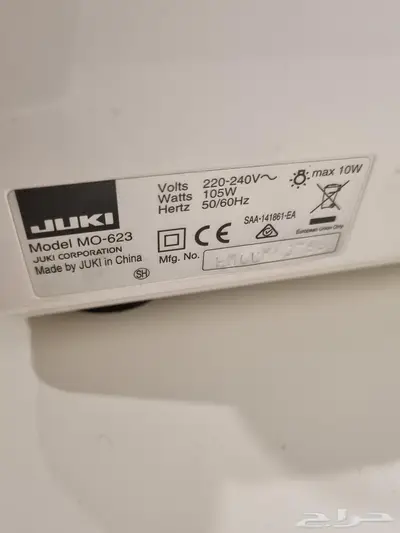 JUKI
Model MO-623
JUKI CORPORATION
Made by JUKI in China
SH
Volts 220-240V~
Watts 105W
Hertz 50/60Hz
max 10W
SAA-141861-EA
CE
Mfg. No.
European Union Only
حراج